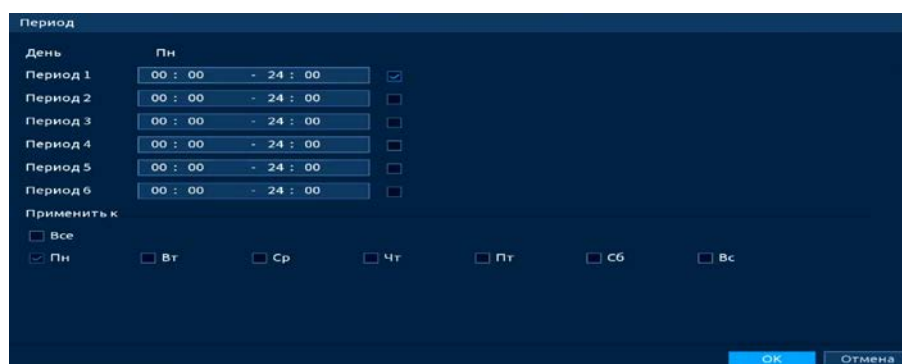 Период
День Пн
Период 1 00 : 00 - 24 : 00
Период 2 00 : 00 - 24 : 00
Период 3 00 : 00 - 24 : 00
Период 4 00 : 00 - 24 : 00
Период 5 00 : 00 - 24 : 00
Период 6 00 : 00 - 24 : 00
Применить к
Все
Пн Вт Ср Чт Пт Сб Вс
OK Отмена